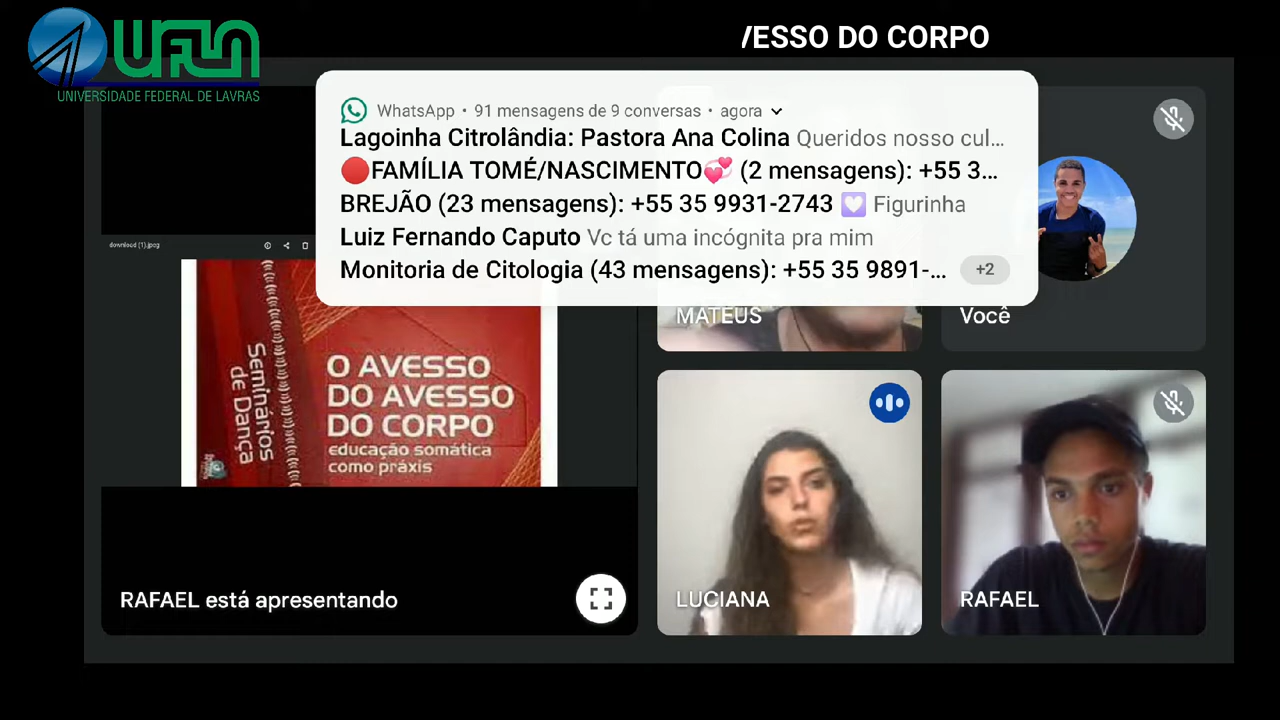 UFLA
UNIVERSIDADE FEDERAL DE LAVRAS
VESSO DO CORPO
WhatsApp • 91 mensagens de 9 conversas • agora
Lagoinha Citrolândia: Pastora Ana Colina Queridos nosso cul...
🔴FAMÍLIA TOMÉ/NASCIMENTO💞 (2 mensagens): +55 3...
BREJÃO (23 mensagens): +55 35 9931-2743 💟 Figurinha
Luiz Fernando Caputo Vc tá uma incógnita pra mim
Monitoria de Citologia (43 mensagens): +55 35 9891-...
+2
download (1).jpeg
MATEUS
Você
Seminários
de Dança
O AVESSO
DO AVESSO
DO CORPO
educação somática
como práxis
RAFAEL está apresentando
LUCIANA
RAFAEL